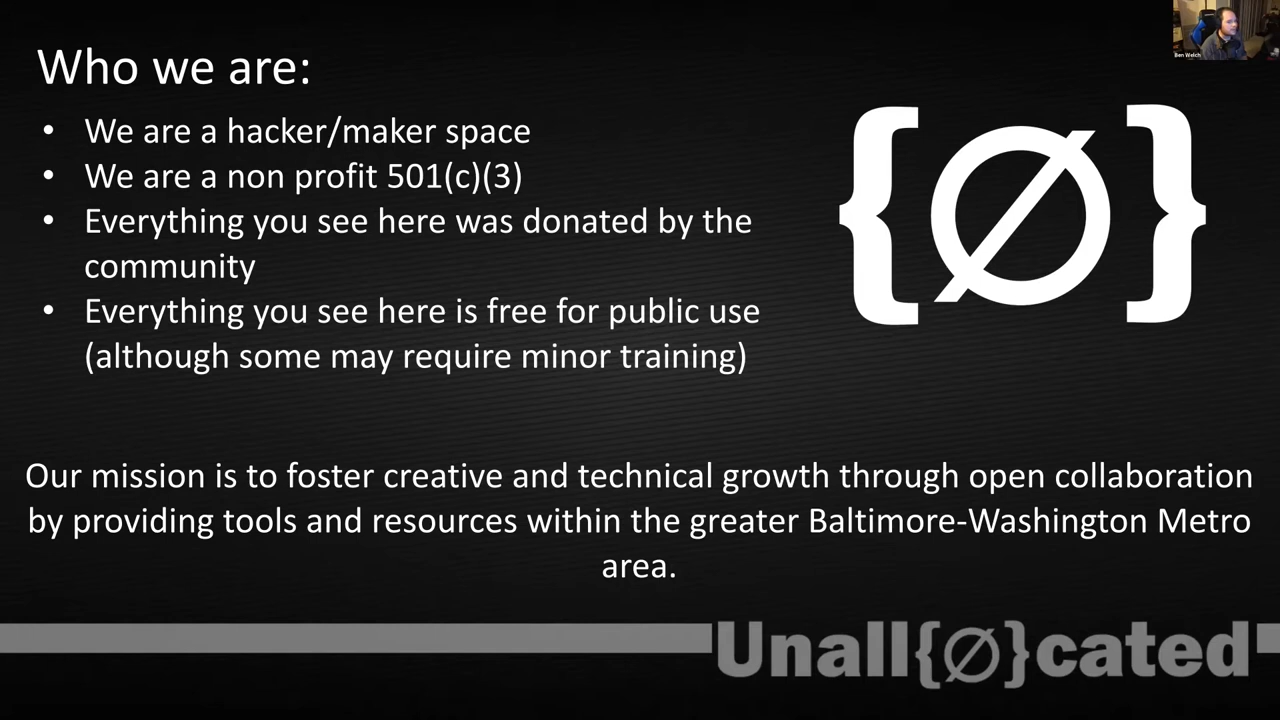 Ben Welch
Who we are:
• We are a hacker/maker space
• We are a non profit 501(c)(3)
• Everything you see here was donated by the
community
• Everything you see here is free for public use
(although some may require minor training)
{Ø}
Our mission is to foster creative and technical growth through open collaboration
by providing tools and resources within the greater Baltimore-Washington Metro
area.
Unall{Ø}cated